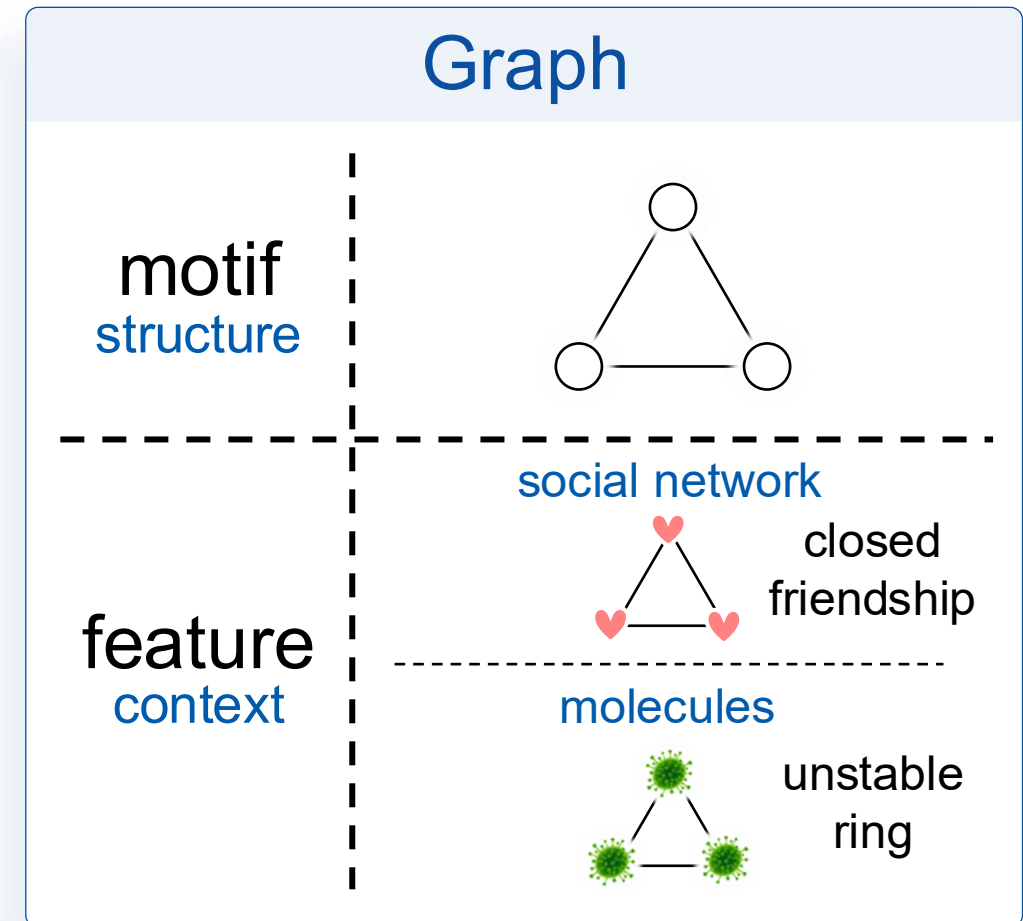 Graph
motif
structure
social network
closed
friendship
feature
context
molecules
unstable
ring